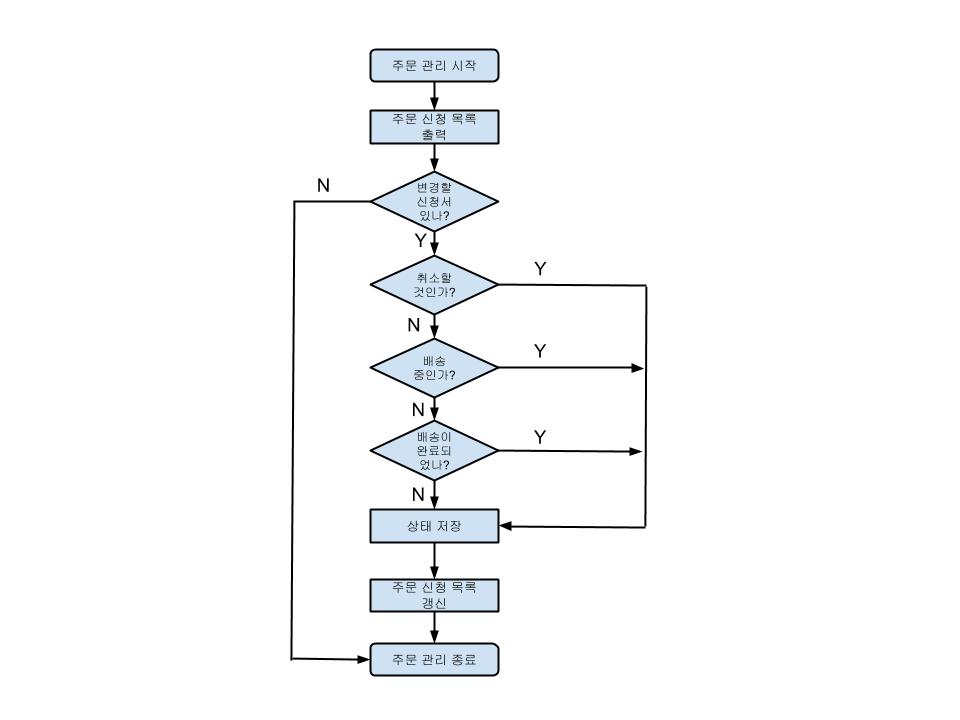 주문 관리 시작
주문 신청 목록
출력
N
변경할
신청서
있나?
Y
취소할
것인가?
Y
N
배송
중인가?
Y
N
배송이
완료되
었나?
Y
N
상태 저장
주문 신청 목록
갱신
주문 관리 종료